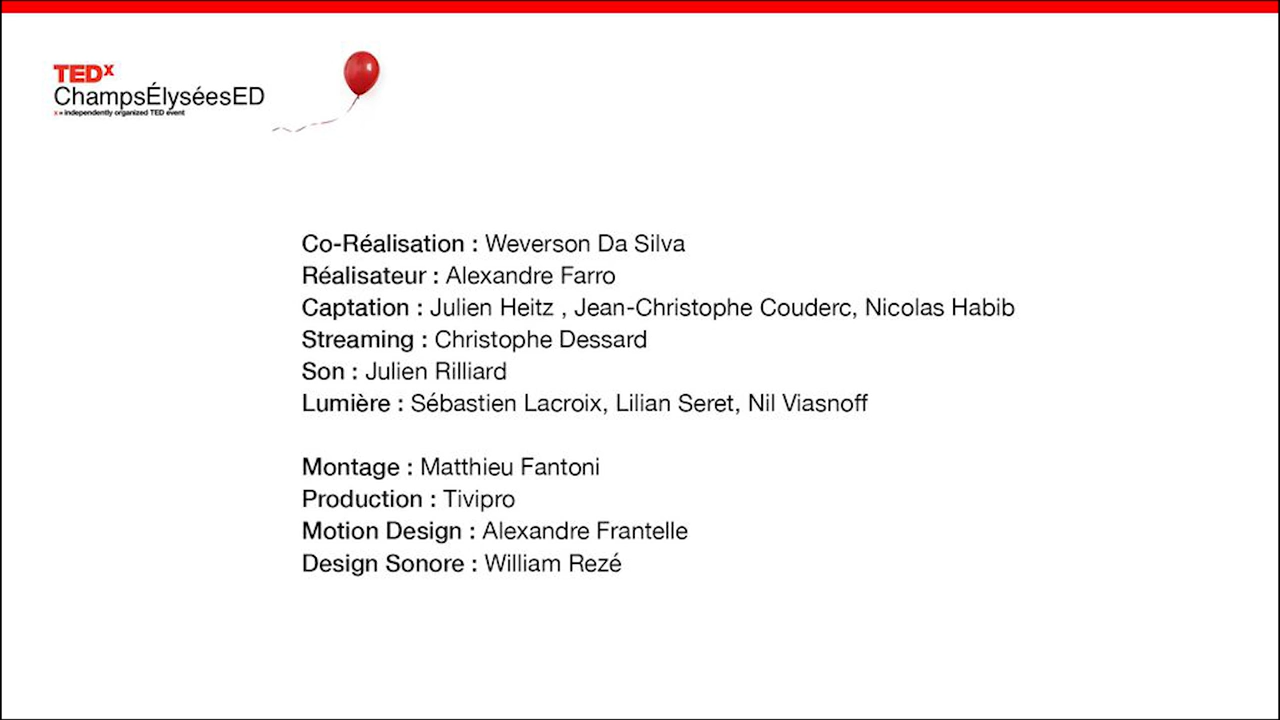 TEDx
ChampsÉlyséesED
x = independently organized TED event
Co-Réalisation : Weverson Da Silva
Réalisateur : Alexandre Farro
Captation : Julien Heitz , Jean-Christophe Couderc, Nicolas Habib
Streaming : Christophe Dessard
Son : Julien Rilliard
Lumière : Sébastien Lacroix, Lilian Seret, Nil Viasnoff
Montage : Matthieu Fantoni
Production : Tivipro
Motion Design : Alexandre Frantelle
Design Sonore : William Rezé